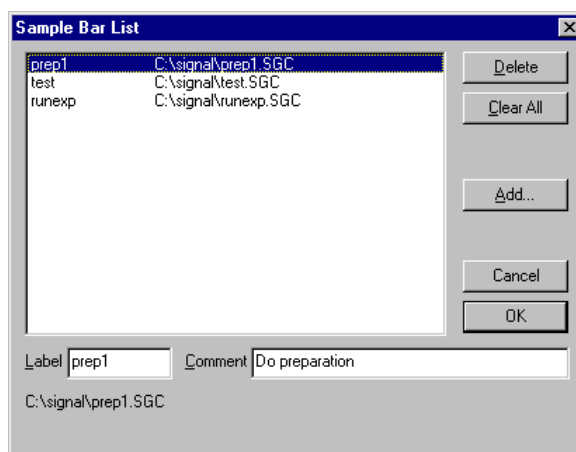 Sample Bar List
prep1 C:\signal\prep1.SGC
test C:\signal\test.SGC
runexp C:\signal\runexp.SGC
Delete
Clear All
Add...
Cancel
OK
Label prep1 Comment Do preparation
C:\signal\prep1.SGC